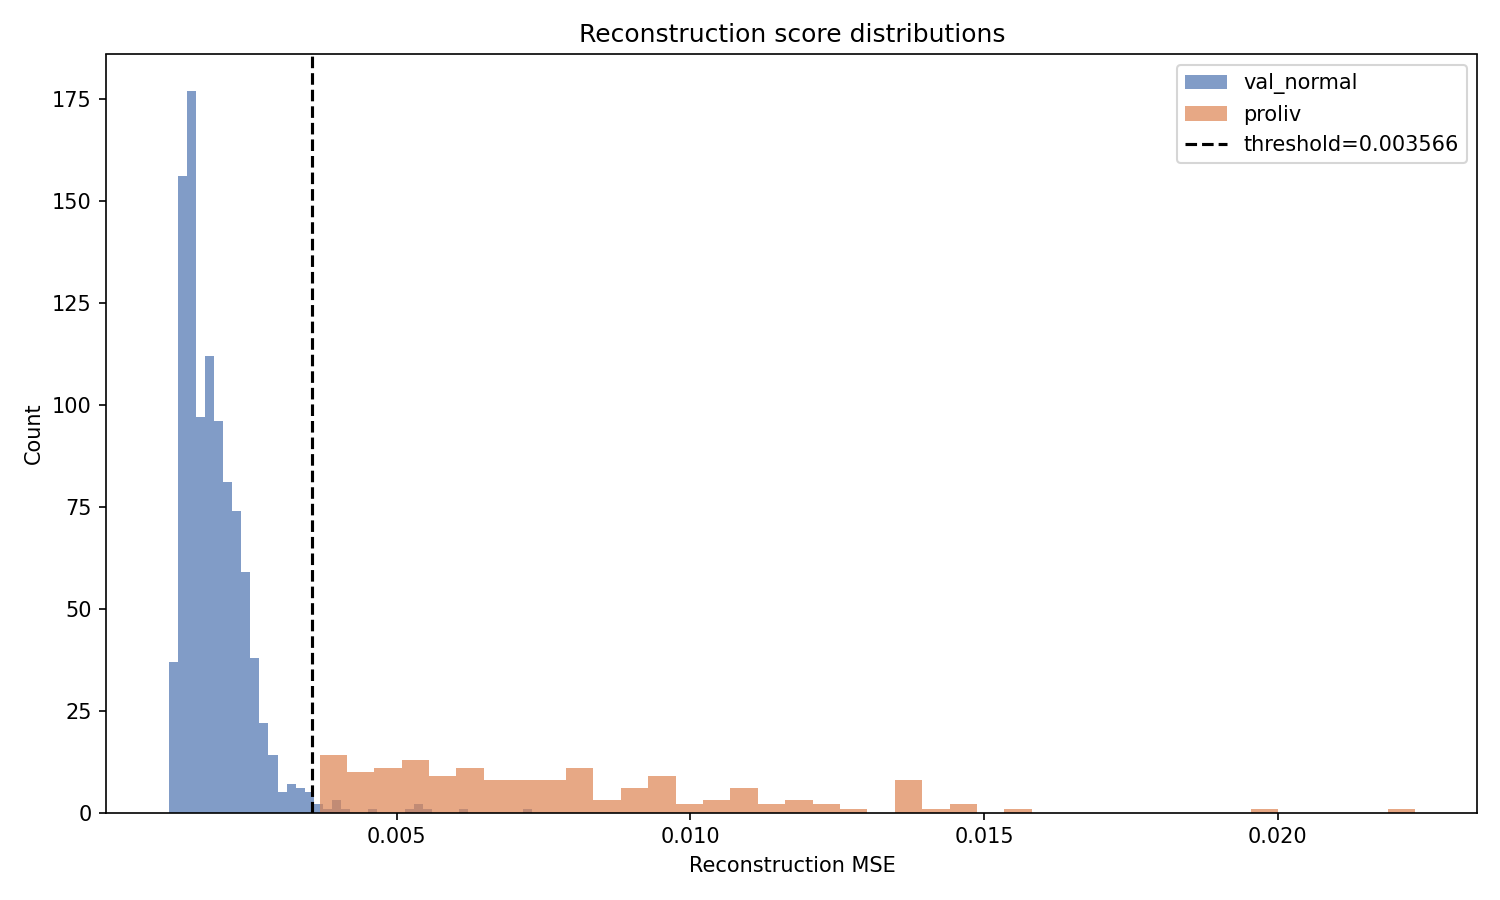 Reconstruction score distributions
val_normal
proliv
threshold=0.003566
175
150
125
100
75
50
25
0
Count
0.005
0.010
0.015
0.020
Reconstruction MSE